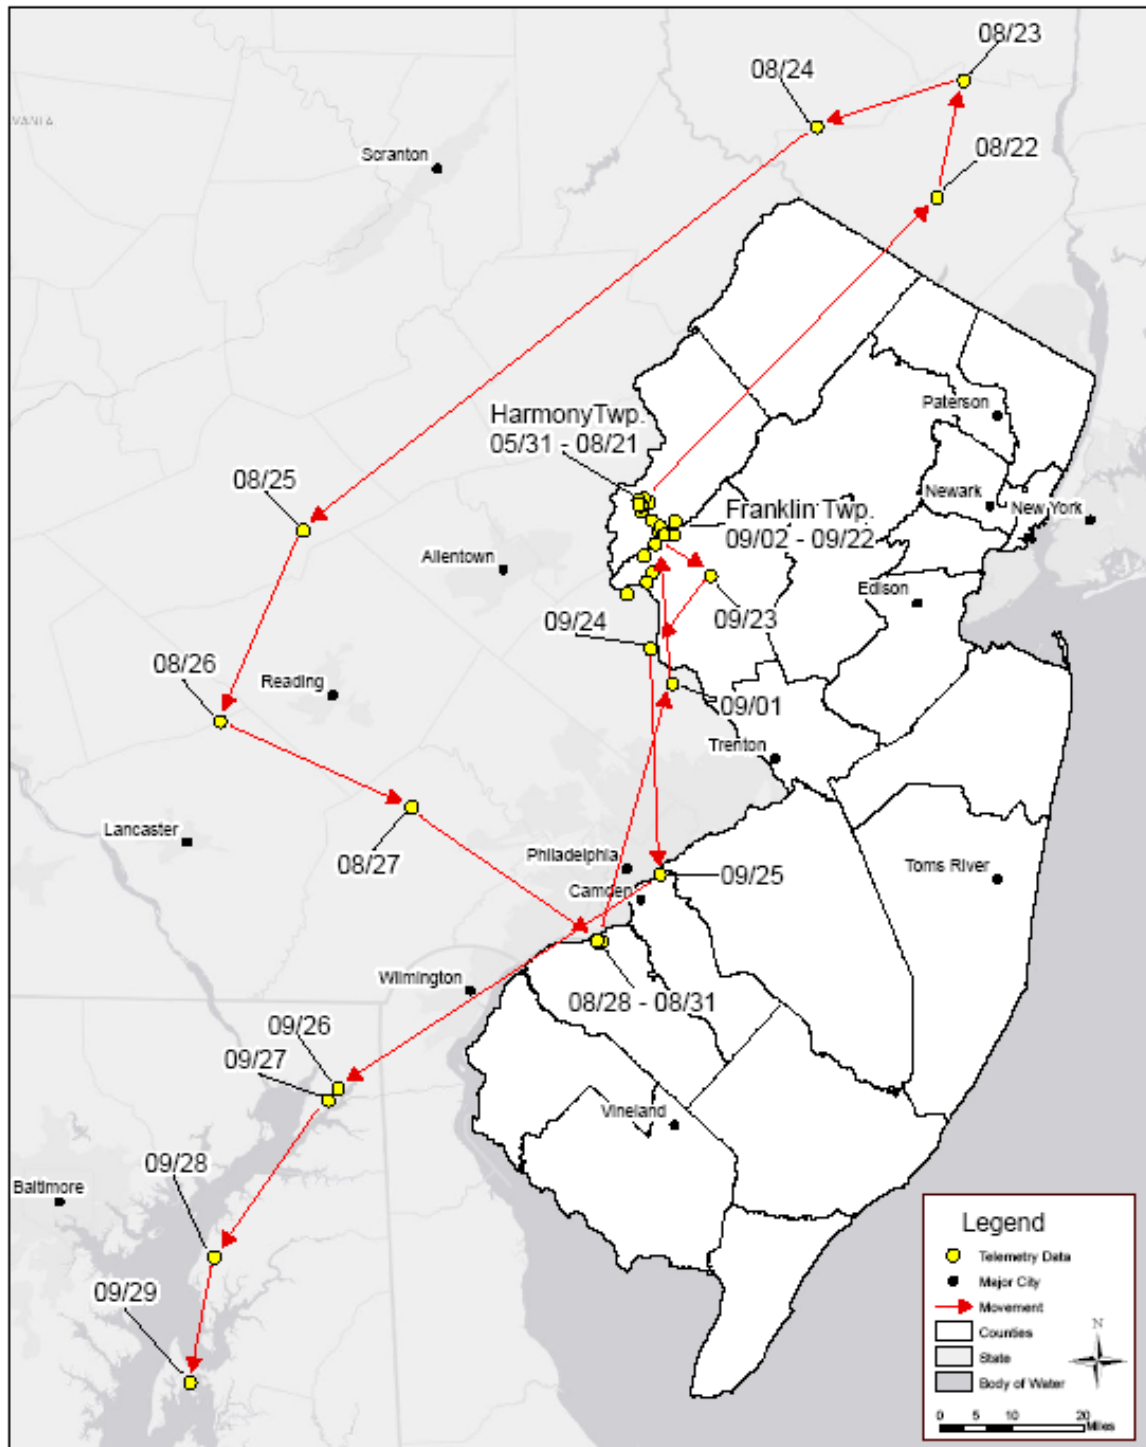 08/23
08/24
VANIA
Scranton
08/22
HarmonyTwp.
05/31 - 08/21
Paterson
08/25
Franklin Twp.
09/02 - 09/22
Newark
New York
Allentown
Edison
09/24
09/23
08/26
Reading
09/01
Trenton
Lancaster
08/27
Philadelphia
Camden
09/25
Toms River
Wilmington
08/28 - 08/31
09/26
09/27
Vineland
09/28
Baltimore
09/29
Legend
Telemetry Data
Major City
Movement
Counties
State
Body of Water
N
0 5 10 20
Miles